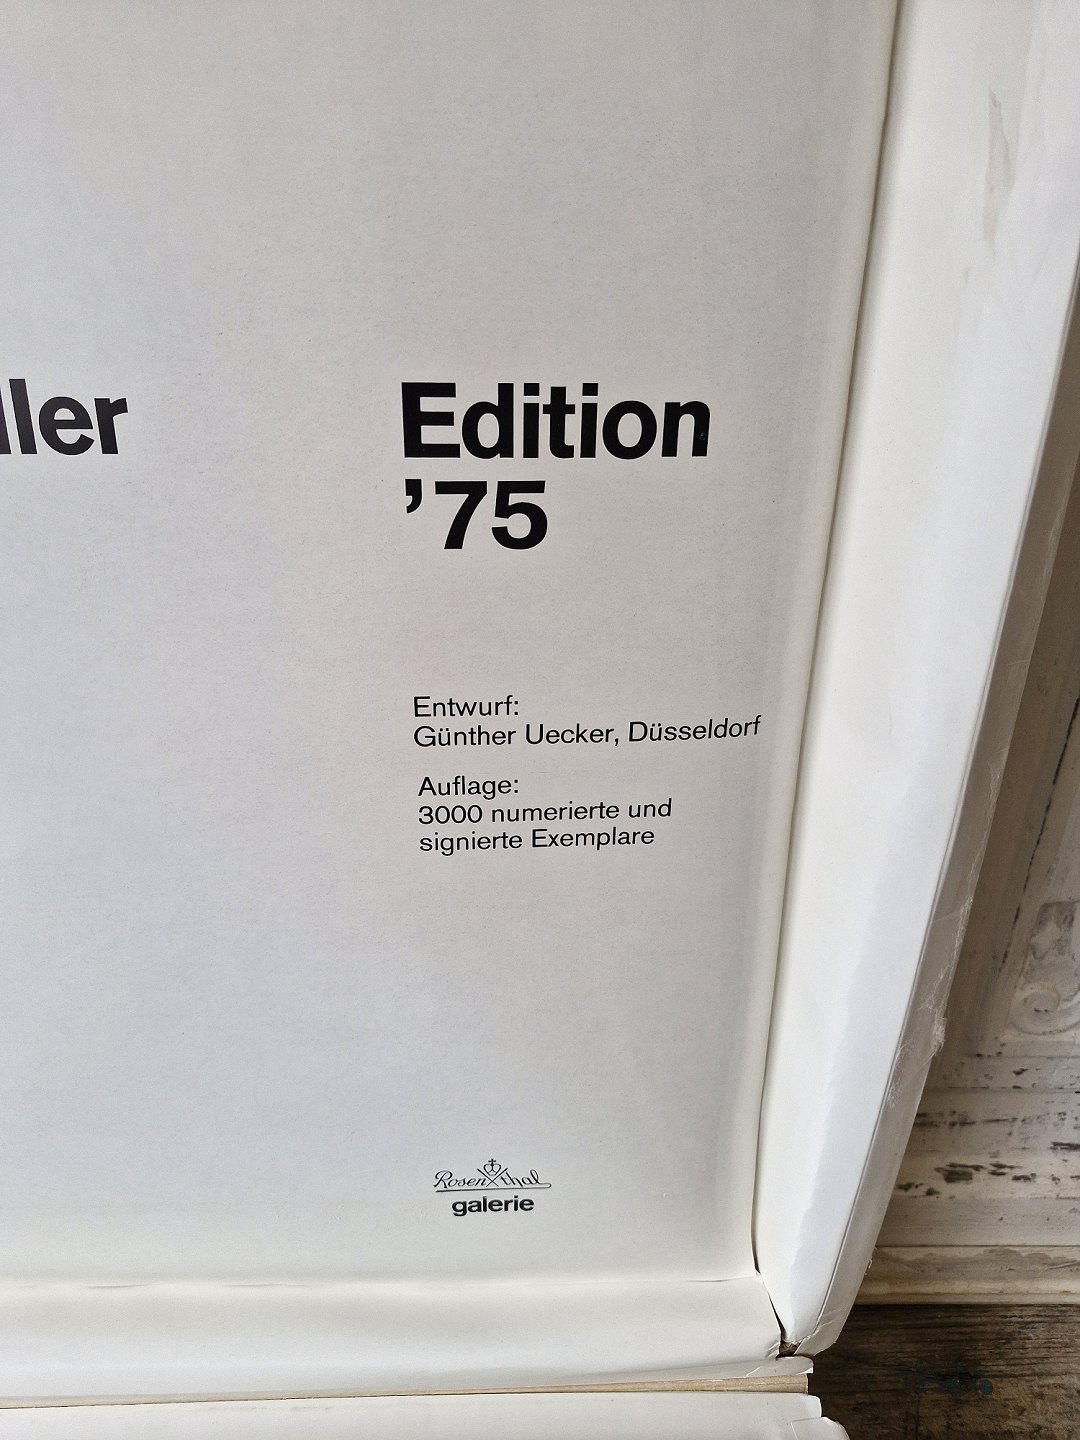 ller
Edition
’75
Entwurf:
Günther Uecker, Düsseldorf
Auflage:
3000 numerierte und
signierte Exemplare
Rosenthal
galerie